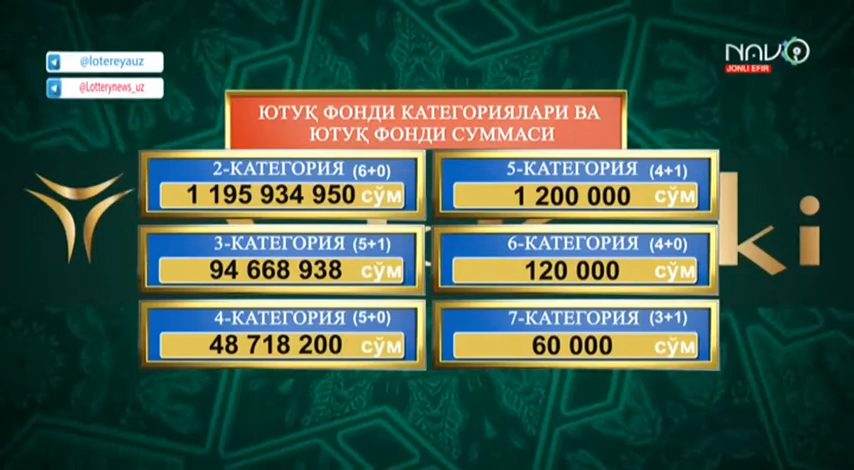 @lotereyauz
@Lotterynews_uz
NAVO
JONLI EFIR
ЮТУҚ ФОНДИ КАТЕГОРИЯЛАРИ ВА
ЮТУҚ ФОНДИ СУММАСИ
2-КАТЕГОРИЯ (6+0)
1 195 934 950 сўм
5-КАТЕГОРИЯ (4+1)
1 200 000 сўм
3-КАТЕГОРИЯ (5+1)
94 668 938 сўм
6-КАТЕГОРИЯ (4+0)
120 000 сўм
4-КАТЕГОРИЯ (5+0)
48 718 200 сўм
7-КАТЕГОРИЯ (3+1)
60 000 сўм
ki